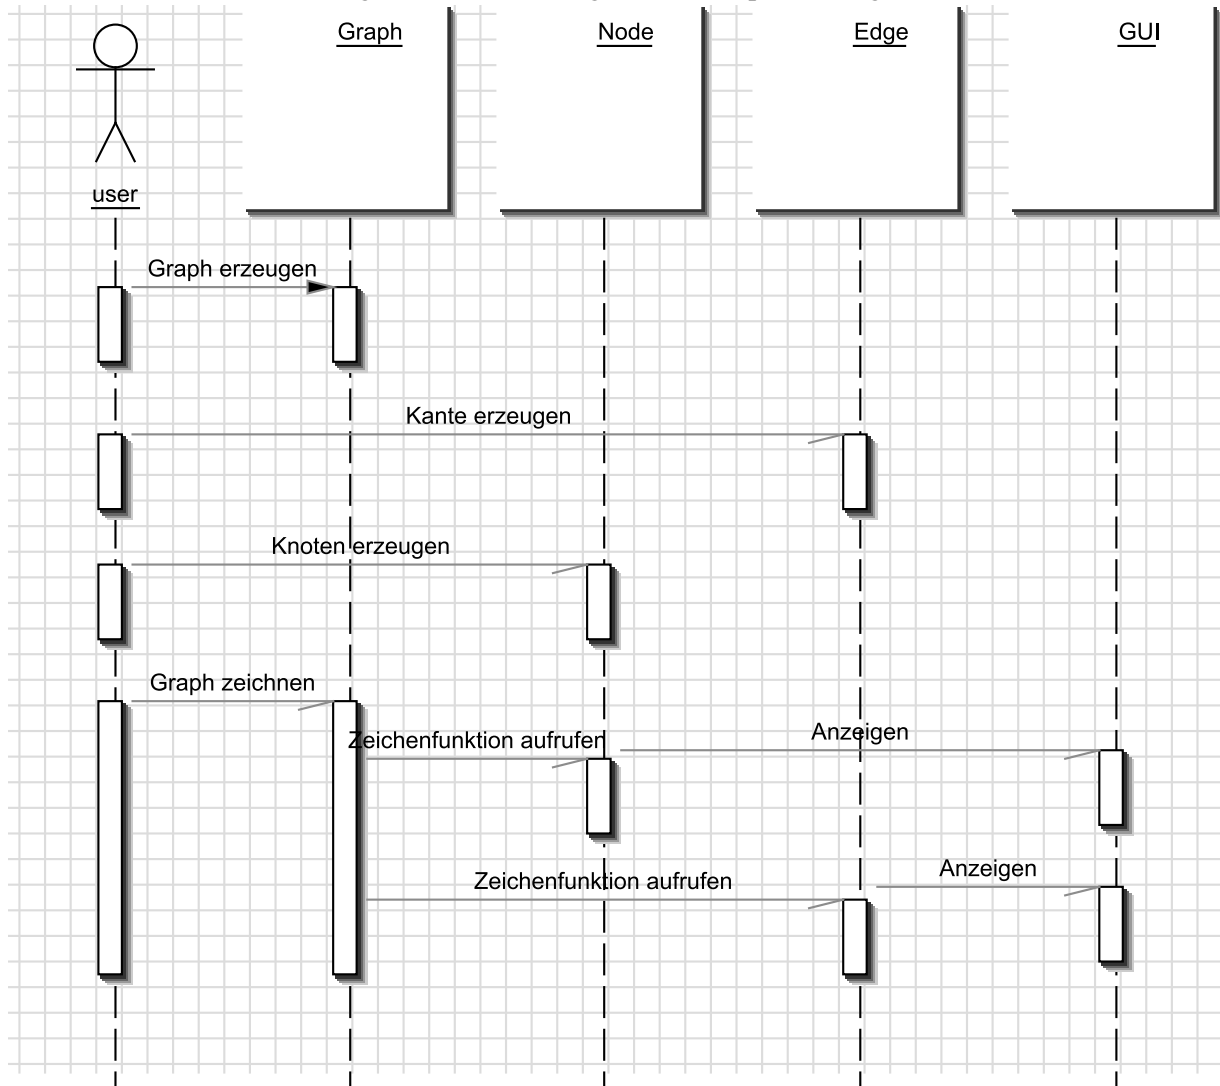 Graph
Node
Edge
GUI
user
Graph erzeugen
Kante erzeugen
Knoten erzeugen
Graph zeichnen
Zeichenfunktion aufrufen
Anzeigen
Zeichenfunktion aufrufen
Anzeigen